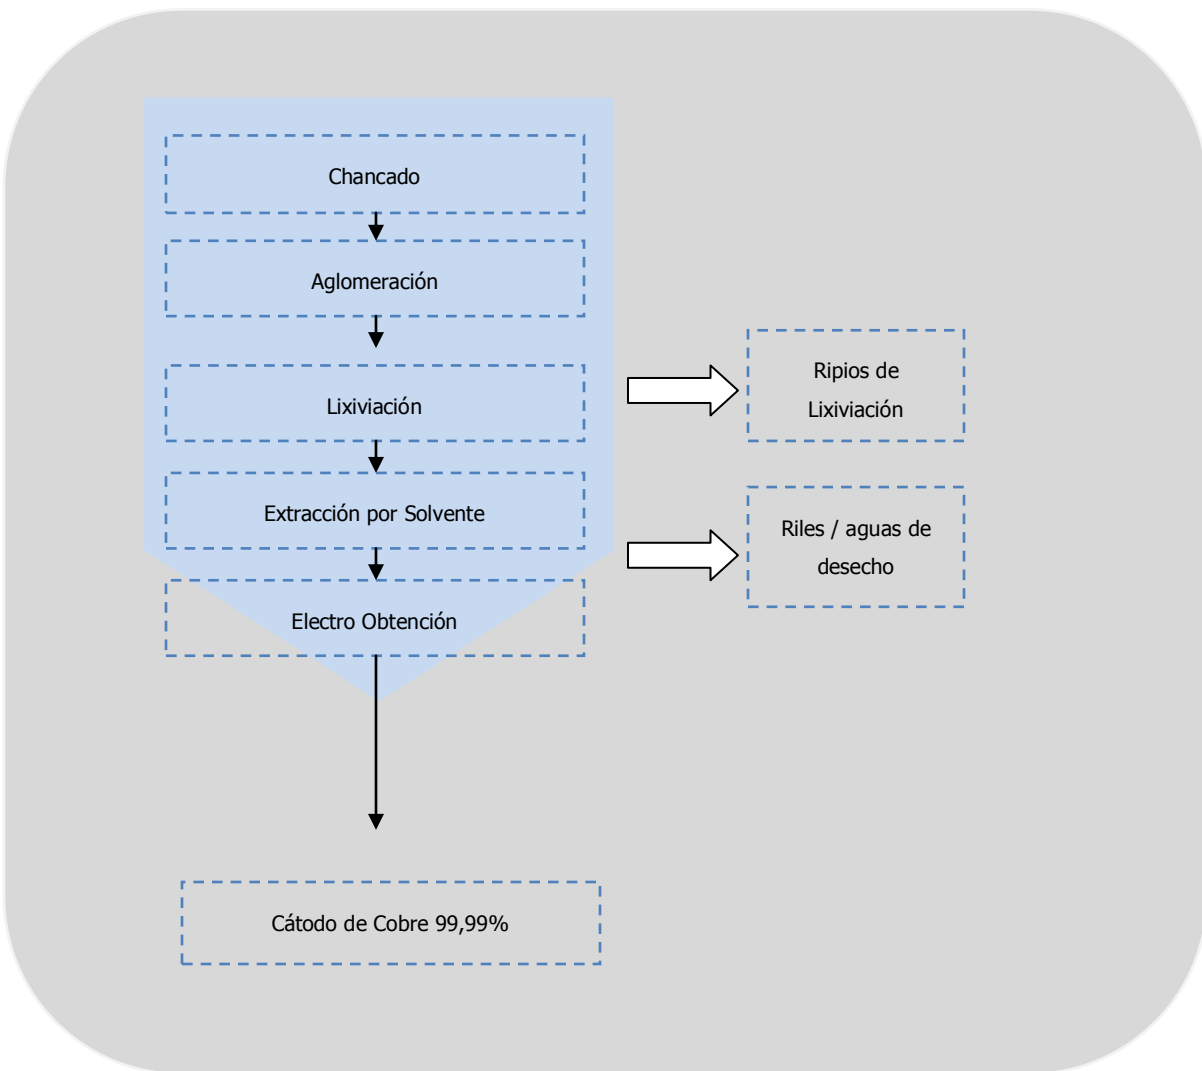 Chancado
Aglomeración
Lixiviación
Extracción por Solvente
Electro Obtención
Ripios de
Lixiviación
Riles / aguas de
desecho
Cátodo de Cobre 99,99%